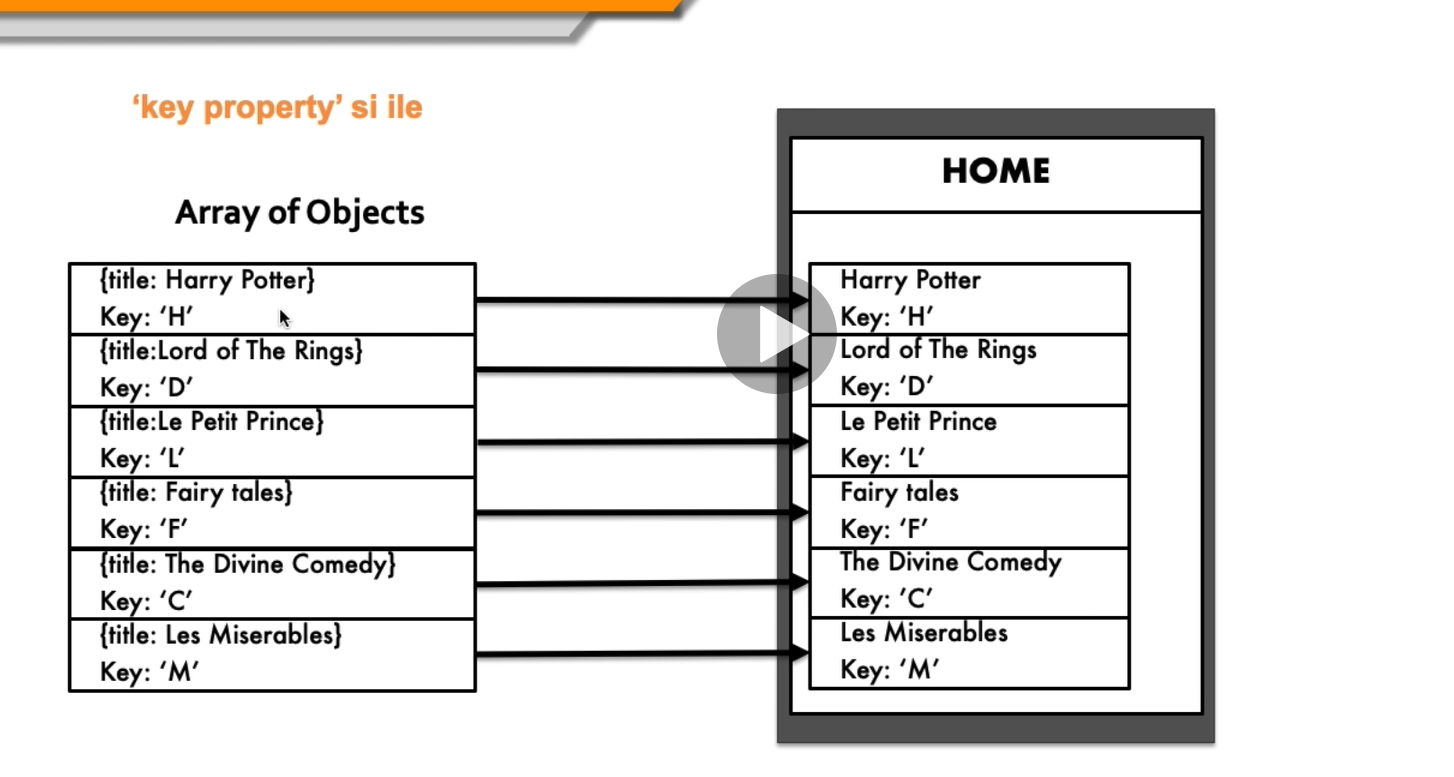 ‘key property’ si ile
Array of Objects
{title: Harry Potter}
Key: ‘H’
{title:Lord of The Rings}
Key: ‘D’
{title:Le Petit Prince}
Key: ‘L’
{title: Fairy tales}
Key: ‘F’
{title: The Divine Comedy}
Key: ‘C’
{title: Les Miserables}
Key: ‘M’
HOME
Harry Potter
Key: ‘H’
Lord of The Rings
Key: ‘D’
Le Petit Prince
Key: ‘L’
Fairy tales
Key: ‘F’
The Divine Comedy
Key: ‘C’
Les Miserables
Key: ‘M’